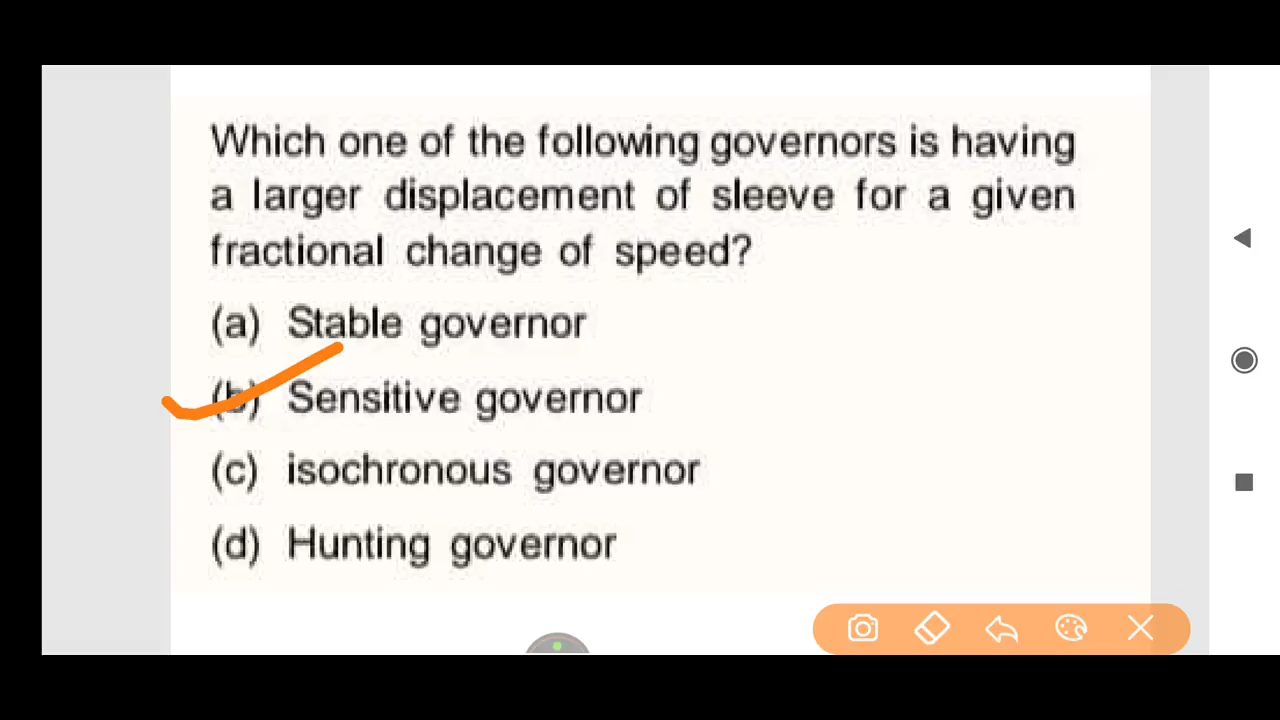 Which one of the following governors is having
a larger displacement of sleeve for a given
fractional change of speed?
(a) Stable governor
(b) Sensitive governor
(c) isochronous governor
(d) Hunting governor